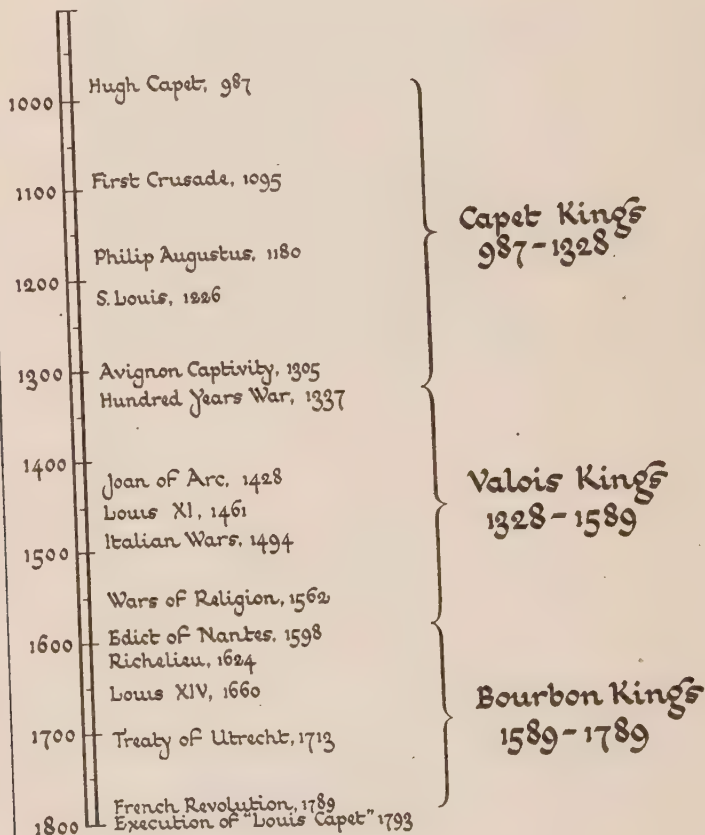 Hugh Capet, 987
1000
First Crusade, 1095
1100
Philip Augustus, 1180
1200
S. Louis, 1226
Capet Kings
987-1328
Avignon Captivity, 1305
1300
Hundred Years War, 1337
1400
Joan of Arc, 1428
Louis XI, 1461
Italian Wars, 1494
1500
Valois Kings
1328-1589
Wars of Religion, 1562
Edict of Nantes, 1598
1600
Richelieu, 1624
Louis XIV, 1660
1700
Treaty of Utrecht, 1713
Bourbon Kings
1589-1789
French Revolution, 1789
1800
Execution of "Louis Capet" 1793